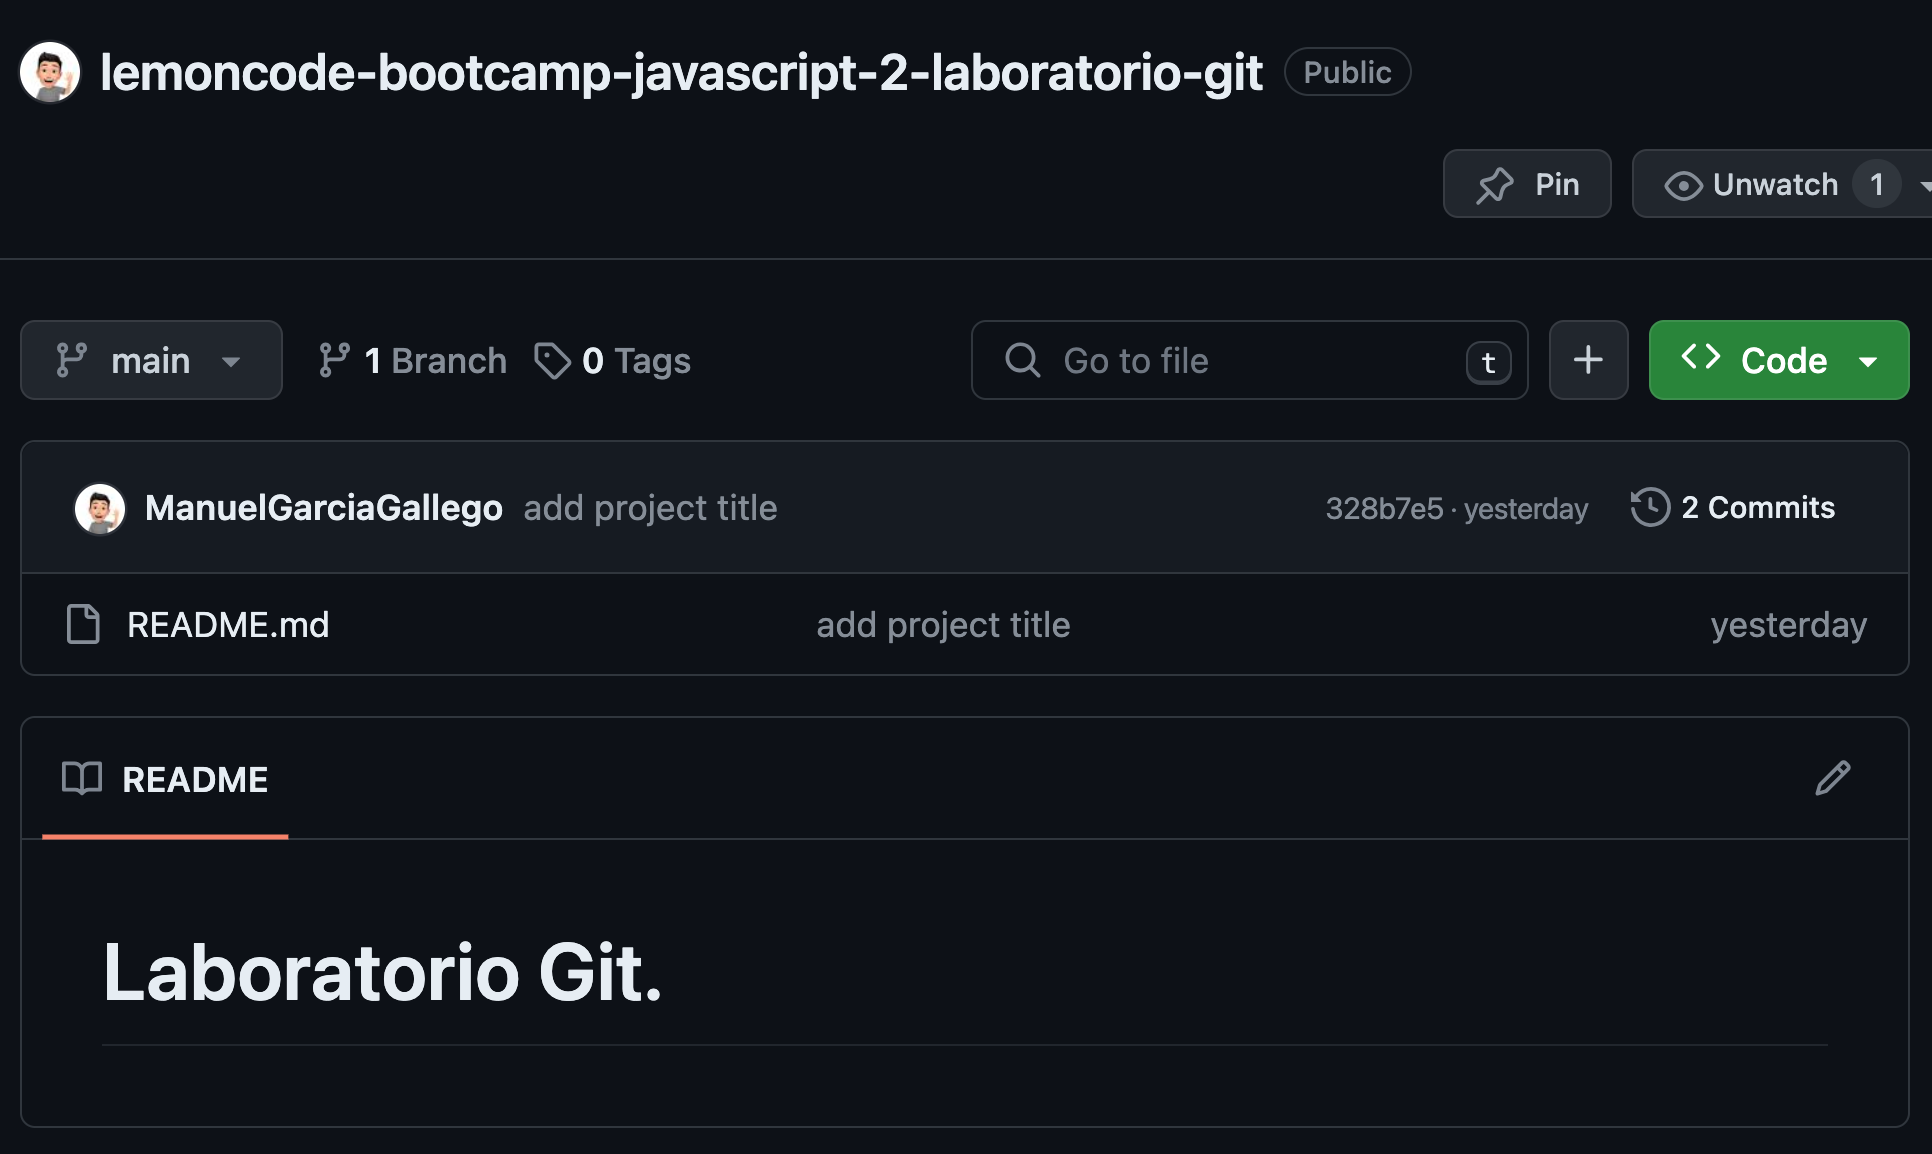 lemoncode-bootcamp-javascript-2-laboratorio-git Public
Pin Unwatch 1
main 1 Branch 0 Tags Go to file t + Code
ManuelGarciaGallego add project title 328b7e5 · yesterday 2 Commits
README.md add project title yesterday
README
Laboratorio Git.